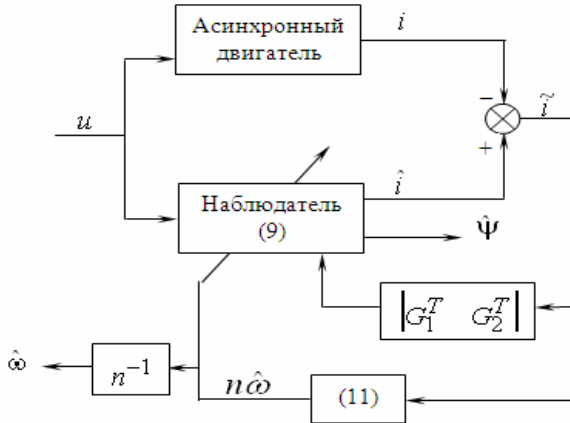 Асинхронный
двигатель
i
−
ĩ
u
+
Наблюдатель
(9)
î
Ψ̂
|G₁ᵀ G₂ᵀ|
ω̂
n⁻¹
nω̂
(11)